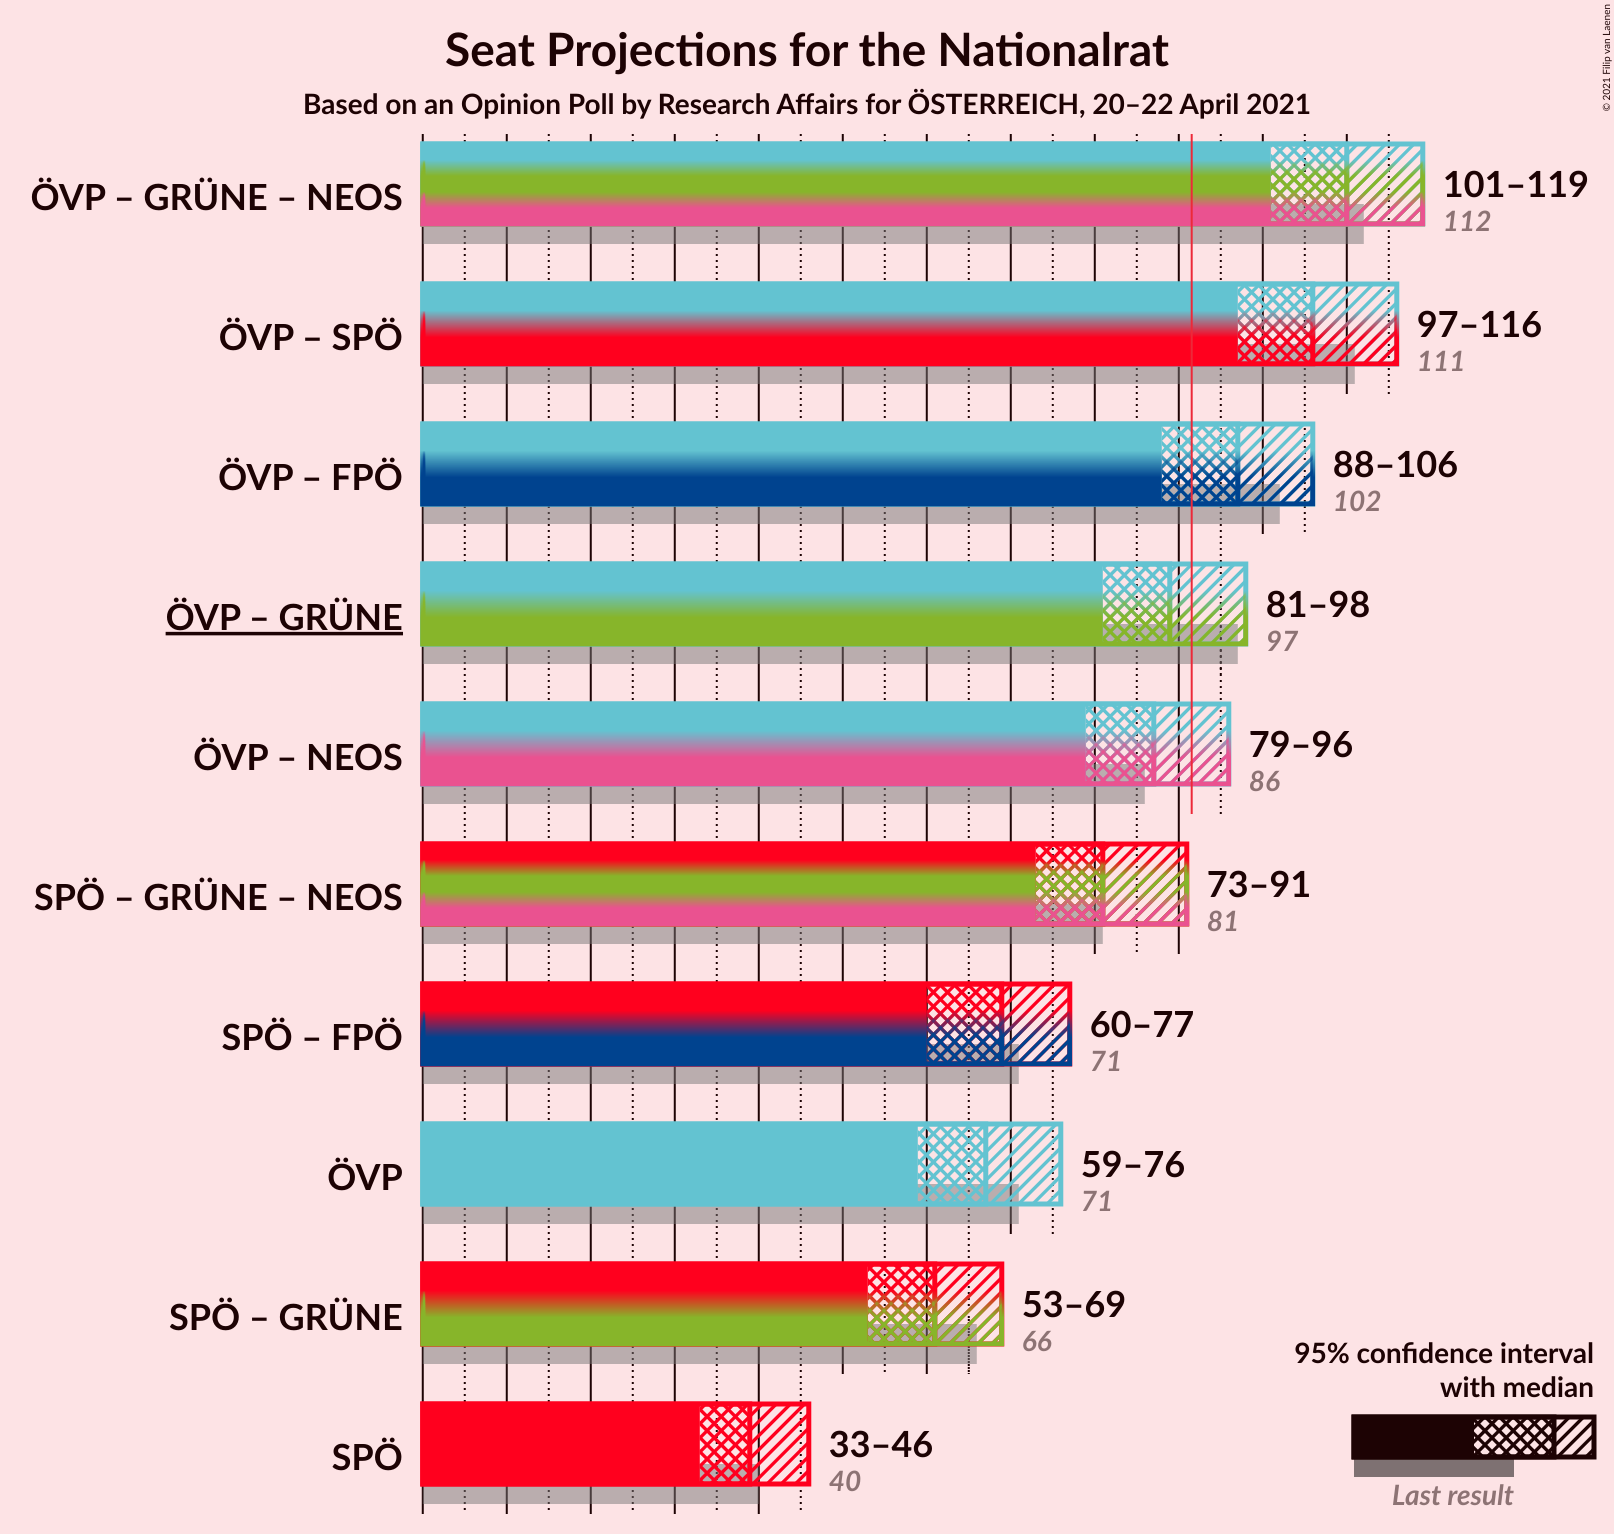 Seat Projections for the Nationalrat
Based on an Opinion Poll by Research Affairs for ÖSTERREICH, 20–22 April 2021
© 2021 Filip van Laenen
ÖVP – GRÜNE – NEOS
101–119
112
ÖVP – SPÖ
97–116
111
ÖVP – FPÖ
88–106
102
ÖVP – GRÜNE
81–98
97
ÖVP – NEOS
79–96
86
SPÖ – GRÜNE – NEOS
73–91
81
SPÖ – FPÖ
60–77
71
ÖVP
59–76
71
SPÖ – GRÜNE
53–69
66
SPÖ
33–46
40
95% confidence interval
with median
Last result